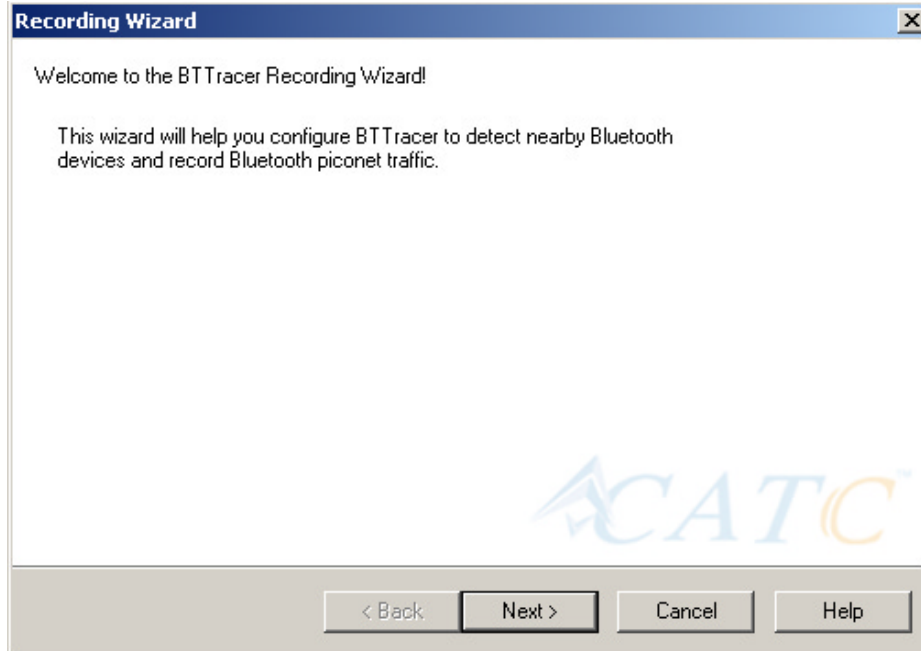 Recording Wizard
Welcome to the BTTracer Recording Wizard!
This wizard will help you configure BTTracer to detect nearby Bluetooth
devices and record Bluetooth piconet traffic.
CATC™
< Back Next > Cancel Help